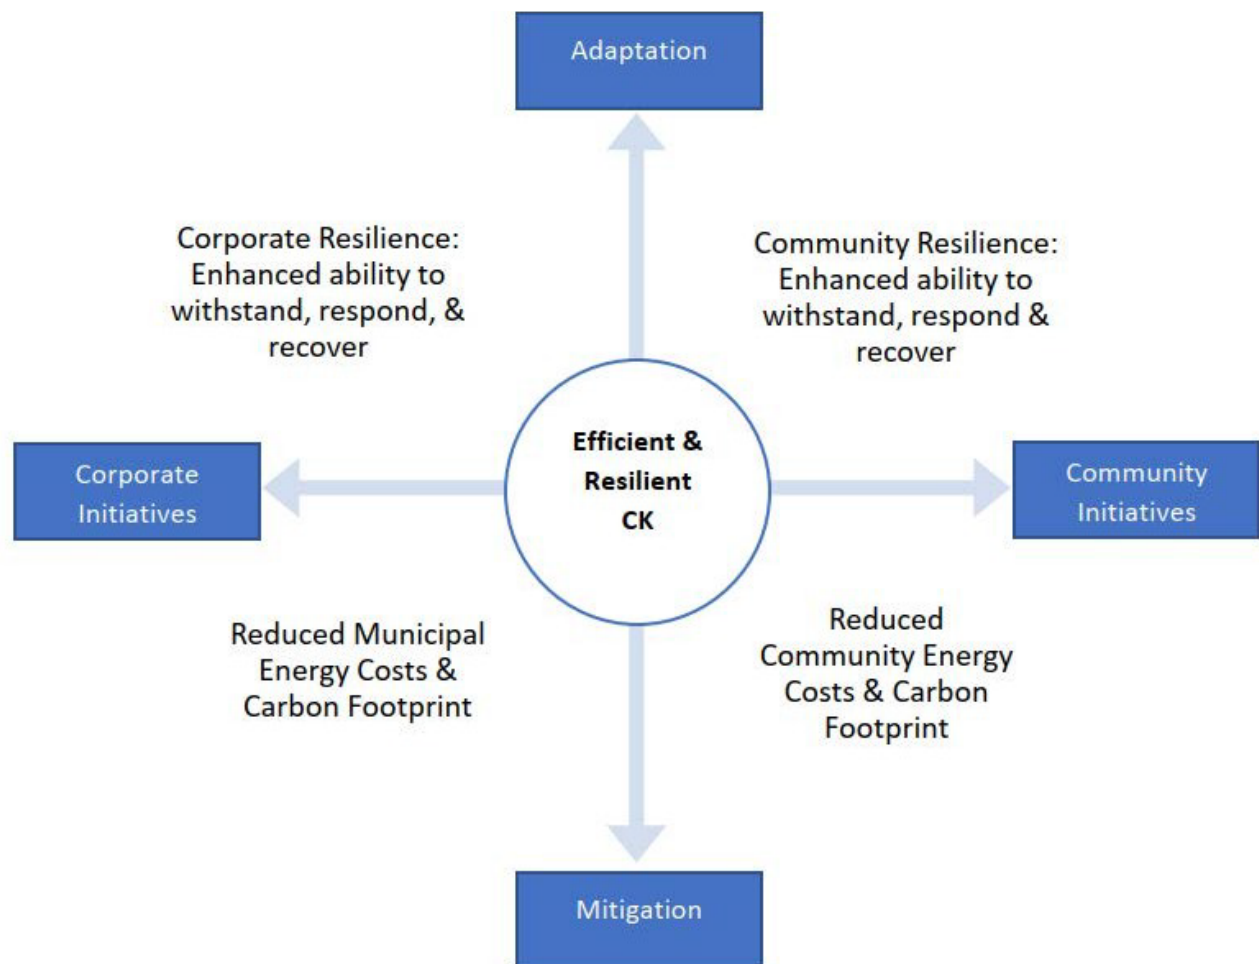 Adaptation
Corporate Resilience:
Enhanced ability to
withstand, respond, &
recover
Community Resilience:
Enhanced ability to
withstand, respond &
recover
Corporate
Initiatives
Efficient &
Resilient
CK
Community
Initiatives
Reduced Municipal
Energy Costs &
Carbon Footprint
Reduced
Community Energy
Costs & Carbon
Footprint
Mitigation